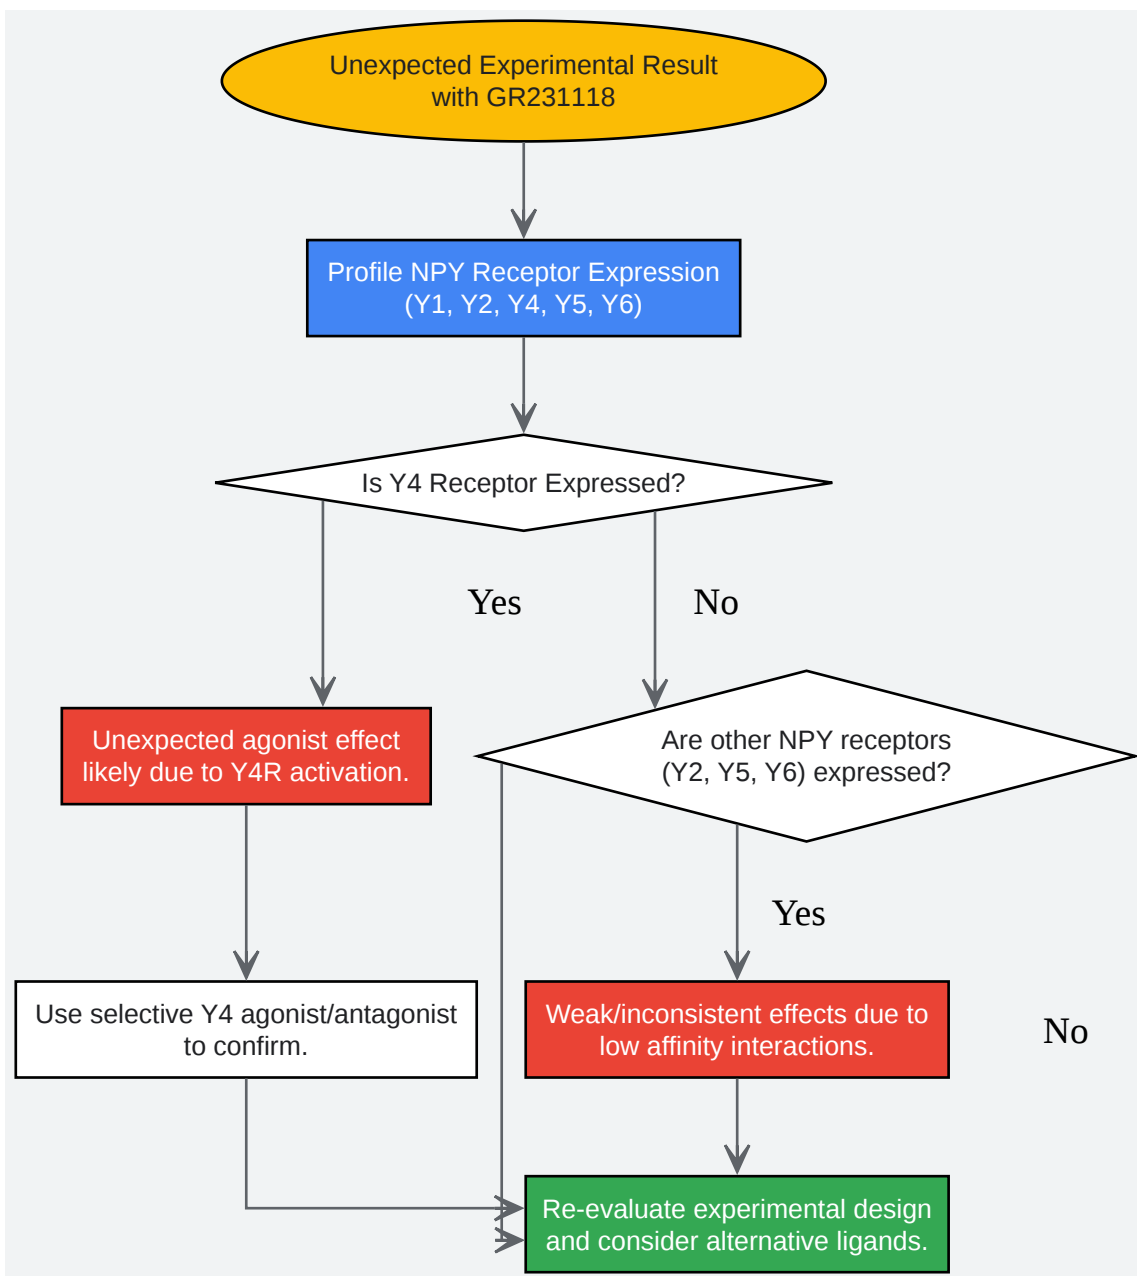 Unexpected Experimental Result
with GR231118
Profile NPY Receptor Expression
(Y1, Y2, Y4, Y5, Y6)
Is Y4 Receptor Expressed?
Yes
No
Unexpected agonist effect
likely due to Y4R activation.
Are other NPY receptors
(Y2, Y5, Y6) expressed?
Yes
Use selective Y4 agonist/antagonist
to confirm.
Weak/inconsistent effects due to
low affinity interactions.
No
Re-evaluate experimental design
and consider alternative ligands.